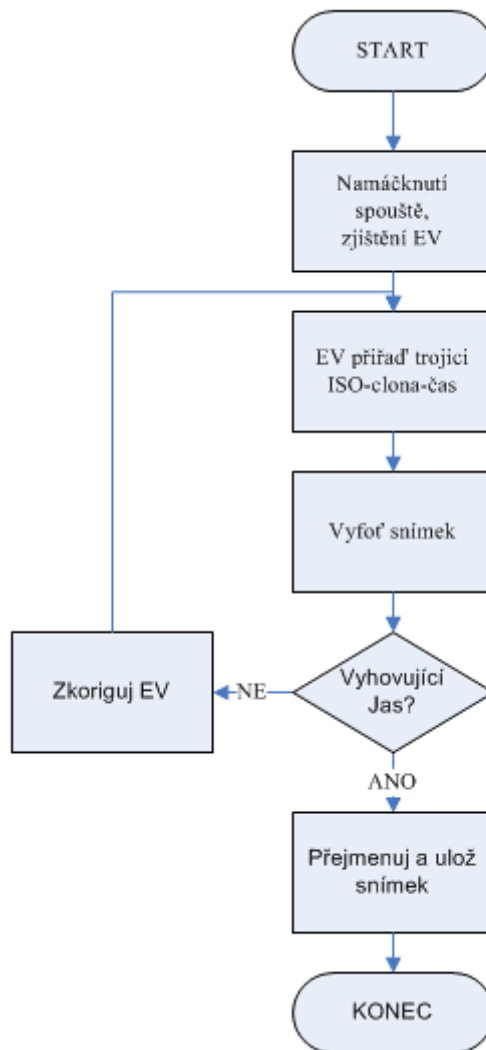 START
Namáčknutí
spouště,
zjištění EV
EV přiřaď trojici
ISO-clona-čas
Vyfoť snímek
Vyhovující
Jas?
NE
Zkoriguj EV
ANO
Přejmenuj a ulož
snímek
KONEC